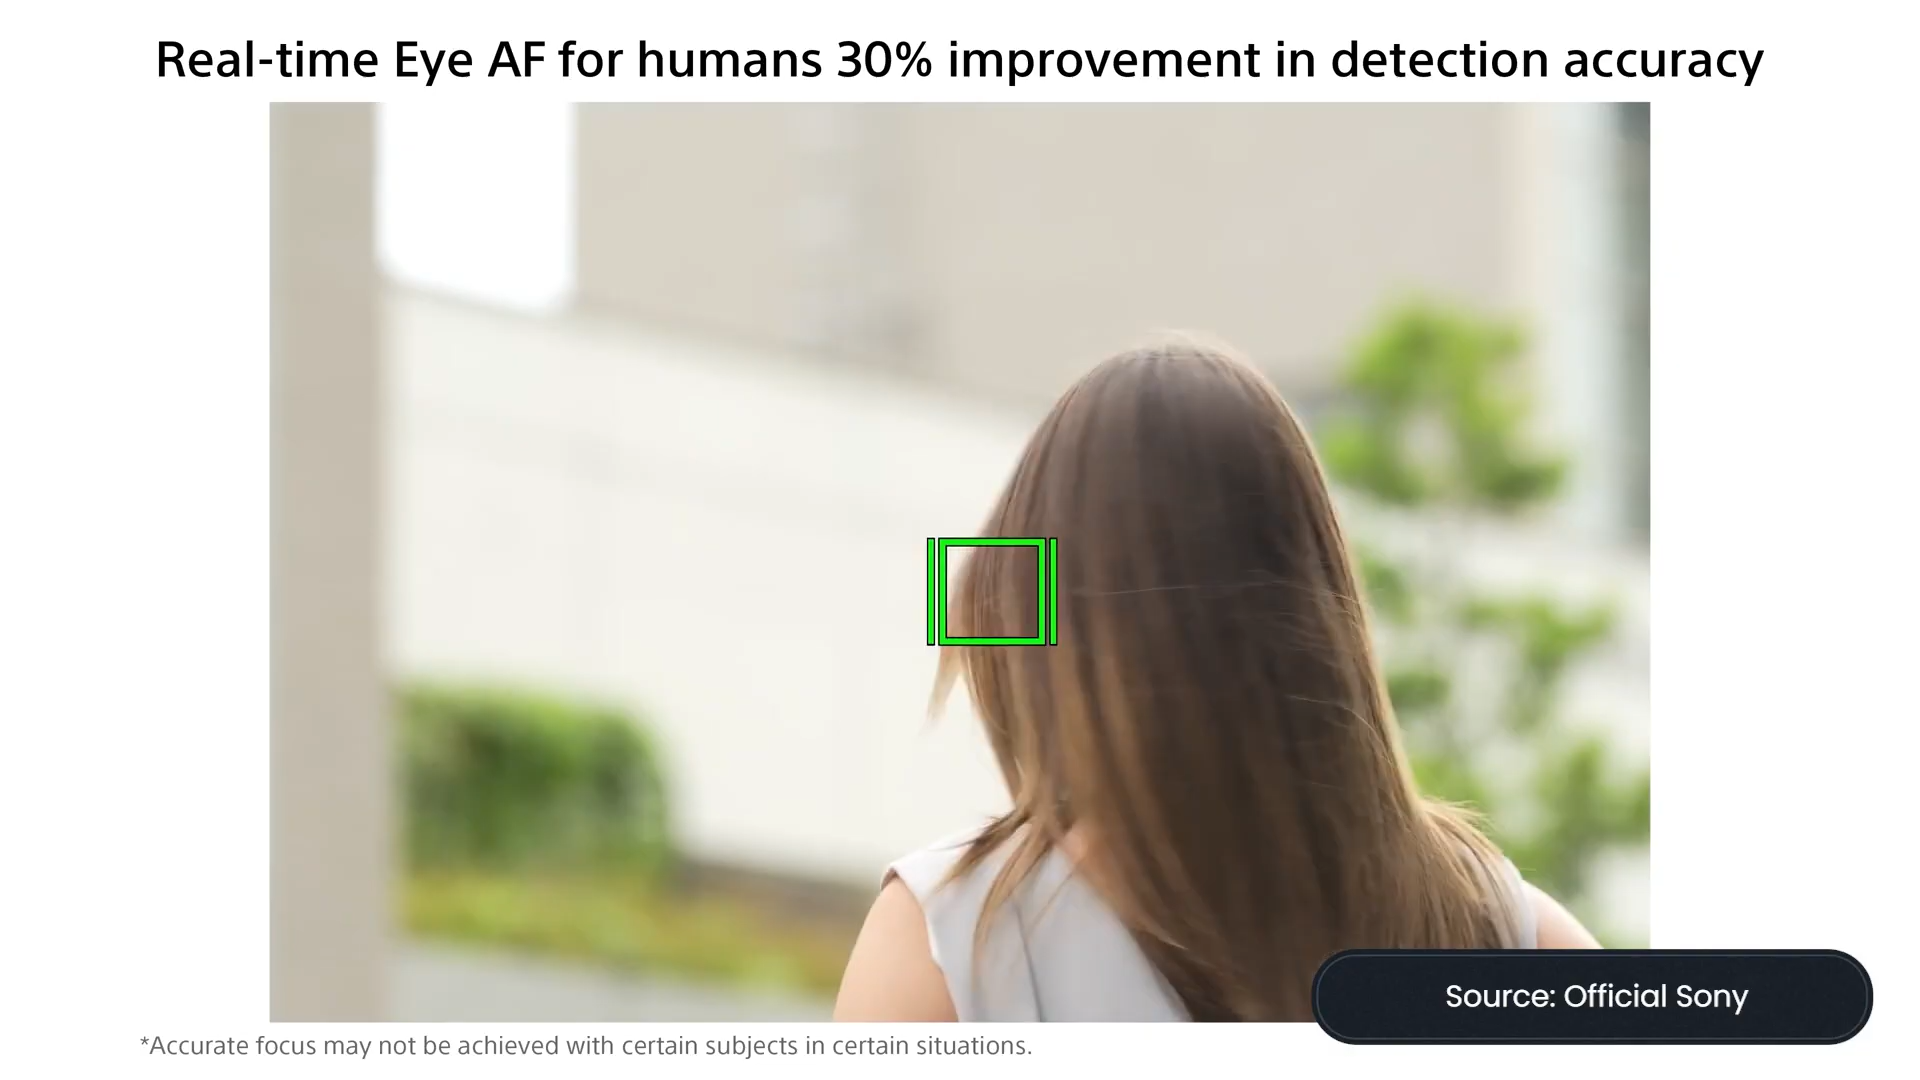 Real-time Eye AF for humans 30% improvement in detection accuracy
Source: Official Sony
*Accurate focus may not be achieved with certain subjects in certain situations.